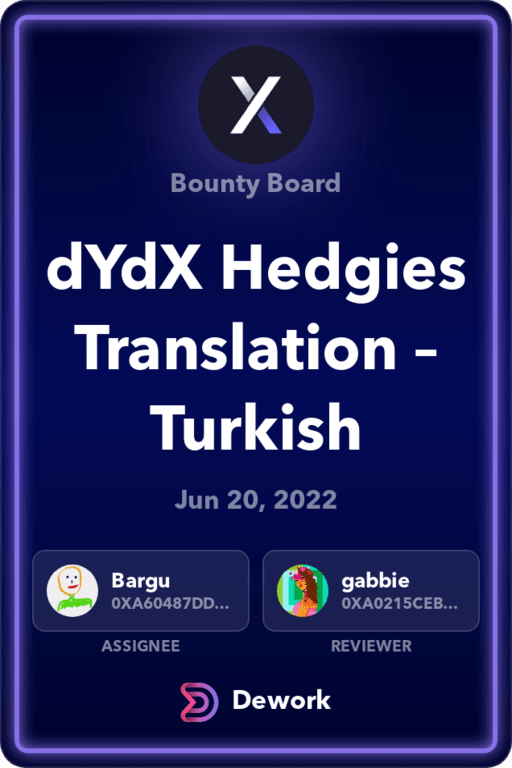 Bounty Board
dYdX Hedgies
Translation –
Turkish
Jun 20, 2022
Bargu
0XA60487DD...
gabbie
0XA0215CEB...
ASSIGNEE
REVIEWER
Dework